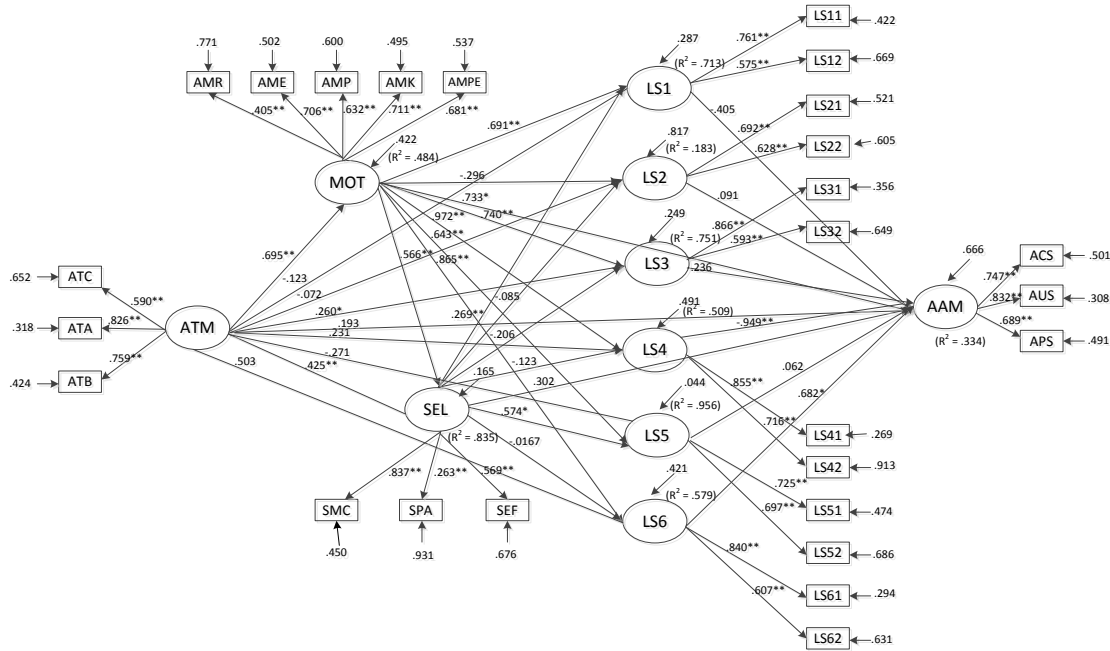 LS11
.422
.771
.502
.600
.495
.537
.287
.761**
(R² = .713)
.575**
LS12
.669
AMR
AME
AMP
AMK
AMPE
LS1
.405**
.706**
.632**
.711**
.681**
-.405
LS21
.521
.691**
.817
.692**
.422
(R² = .484)
(R² = .183)
.628**
LS22
.605
MOT
-.296
LS2
LS31
.356
.733*
.091
.972**
.740**
.249
.866**
LS32
.649
.643**
(R² = .751)
.593**
.695**
.566**
.865**
LS3
.236
.666
ACS
.501
.652
ATC
-.123
.747**
.590**
-.072
-.085
AUS
.308
.260*
.269**
.491
AAM
.832**
.318
ATA
.826**
ATM
.193
(R² = .509)
-.949**
.689**
.231
-.206
LS4
(R² = .334)
APS
.491
.759**
-.271
-.123
.062
.424
ATB
.503
.425**
.165
.302
.044
.855**
.682*
SEL
.574*
(R² = .956)
.716**
LS41
.269
(R² = .835)
-.0167
LS5
.837**
.263**
.569**
.421
LS42
.913
(R² = .579)
.725**
SMC
SPA
SEF
LS6
.697**
LS51
.474
.450
.931
.676
.840**
LS52
.686
.607**
LS61
.294
LS62
.631